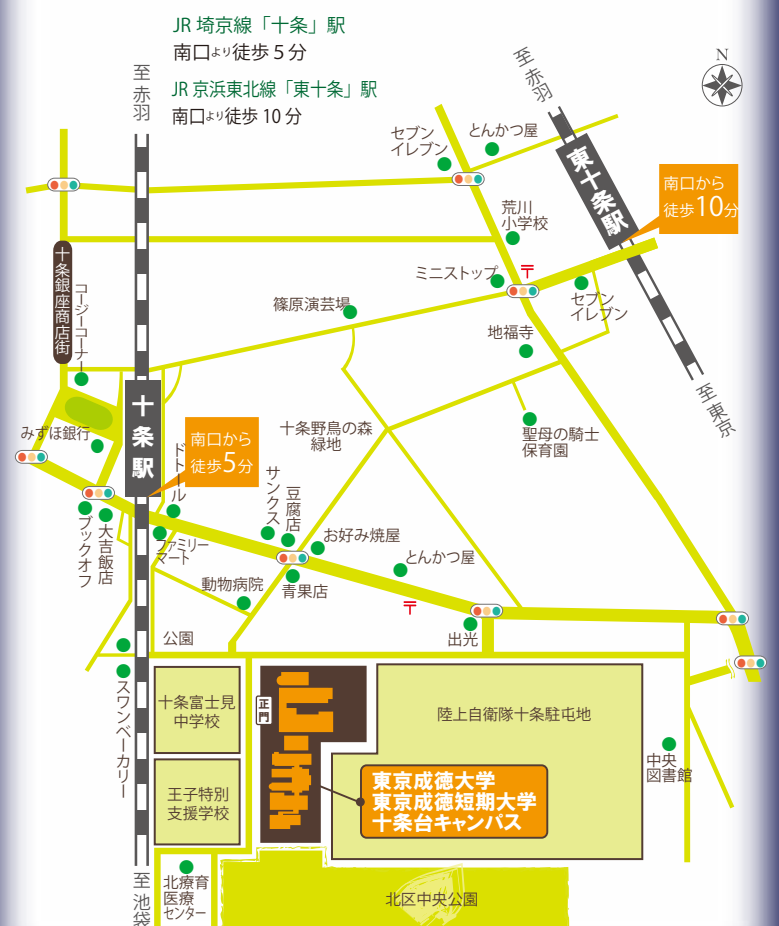 JR 埼京線「十条」駅
南口より徒歩 5 分
JR 京浜東北線「東十条」駅
南口より徒歩 10 分
至赤羽
至赤羽
N
セブン
イレブン
とんかつ屋
東十条駅
南口から
徒歩10分
荒川
小学校
十条銀座商店街
コージーコーナー
ミニストップ
〒
セブン
イレブン
篠原演芸場
地福寺
至東京
十条駅
みずほ銀行
南口から
徒歩5分
十条野鳥の森
緑地
聖母の騎士
保育園
ドトール
サンクス
豆腐店
お好み焼屋
ブックオフ
大吉飯店
ファミリー
マート
とんかつ屋
動物病院
青果店
〒
出光
公園
スワンベーカリー
十条富士見
中学校
正門
陸上自衛隊十条駐屯地
中央
図書館
王子特別
支援学校
東京成徳大学
東京成徳短期大学
十条台キャンパス
至池袋
北療育
医療
センター
北区中央公園